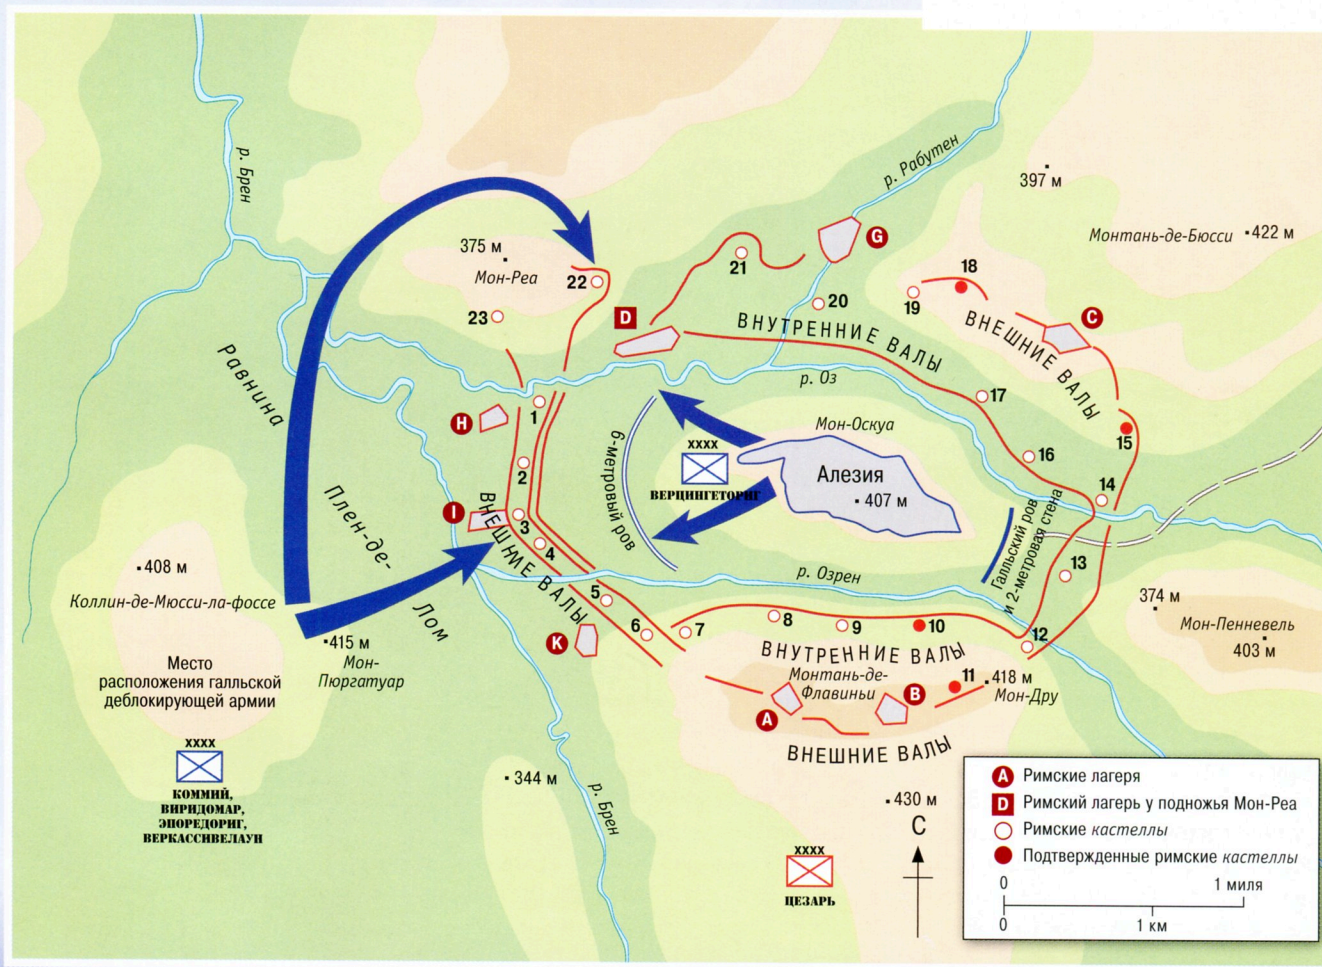 р. Брен
р. Рабутен
397 м
Монтань-де-Бюсси
422 м
375 м
Мон-Реа
22
23
21
G
20
D
18
19
C
ВНУТРЕННИЕ ВАЛЫ
ВНЕШНИЕ ВАЛЫ
р. Оз
17
15
16
14
13
Равнина
Плен-де-
Лом
H
1
2
I
3
4
ВНЕШНИЕ ВАЛЫ
5
6
K
7
6-метровый ров
XXXX
ВЕРЦИНГЕТОРИГ
Мон-Оскуа
Алезия
407 м
Галльский ров
и 2-метровая стена
р. Озрен
374 м
Мон-Пенневель
403 м
408 м
Коллин-де-Мюсси-ла-фоссе
415 м
Мон-
Пюргатуар
Место
расположения галльской
деблокирующей армии
XXXX
КОММИЙ,
ВИРИДОМАР,
ЭПОРЕДОРИГ,
ВЕРКАССИВЕЛАУН
8
9
10
12
ВНУТРЕННИЕ ВАЛЫ
Монтань-де-
Флавиньи
11
418 м
Мон-Дру
A
B
ВНЕШНИЕ ВАЛЫ
344 м
р. Брен
430 м
С
XXXX
ЦЕЗАРЬ
A Римские лагеря
D Римский лагерь у подножья Мон-Реа
Римские кастеллы
Подтвержденные римские кастеллы
0 1 миля
0 1 км